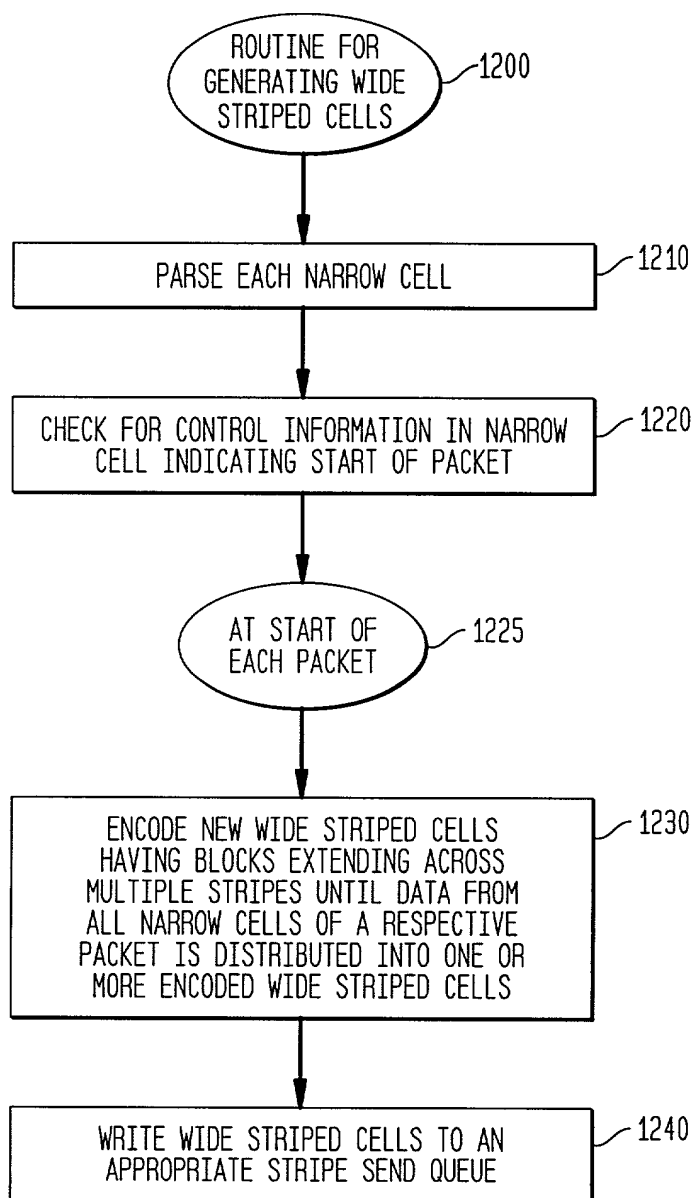 ROUTINE FOR
GENERATING WIDE
STRIPED CELLS
1200
PARSE EACH NARROW CELL
1210
CHECK FOR CONTROL INFORMATION IN NARROW
CELL INDICATING START OF PACKET
1220
AT START OF
EACH PACKET
1225
ENCODE NEW WIDE STRIPED CELLS
HAVING BLOCKS EXTENDING ACROSS
MULTIPLE STRIPES UNTIL DATA FROM
ALL NARROW CELLS OF A RESPECTIVE
PACKET IS DISTRIBUTED INTO ONE OR
MORE ENCODED WIDE STRIPED CELLS
1230
WRITE WIDE STRIPED CELLS TO AN
APPROPRIATE STRIPE SEND QUEUE
1240